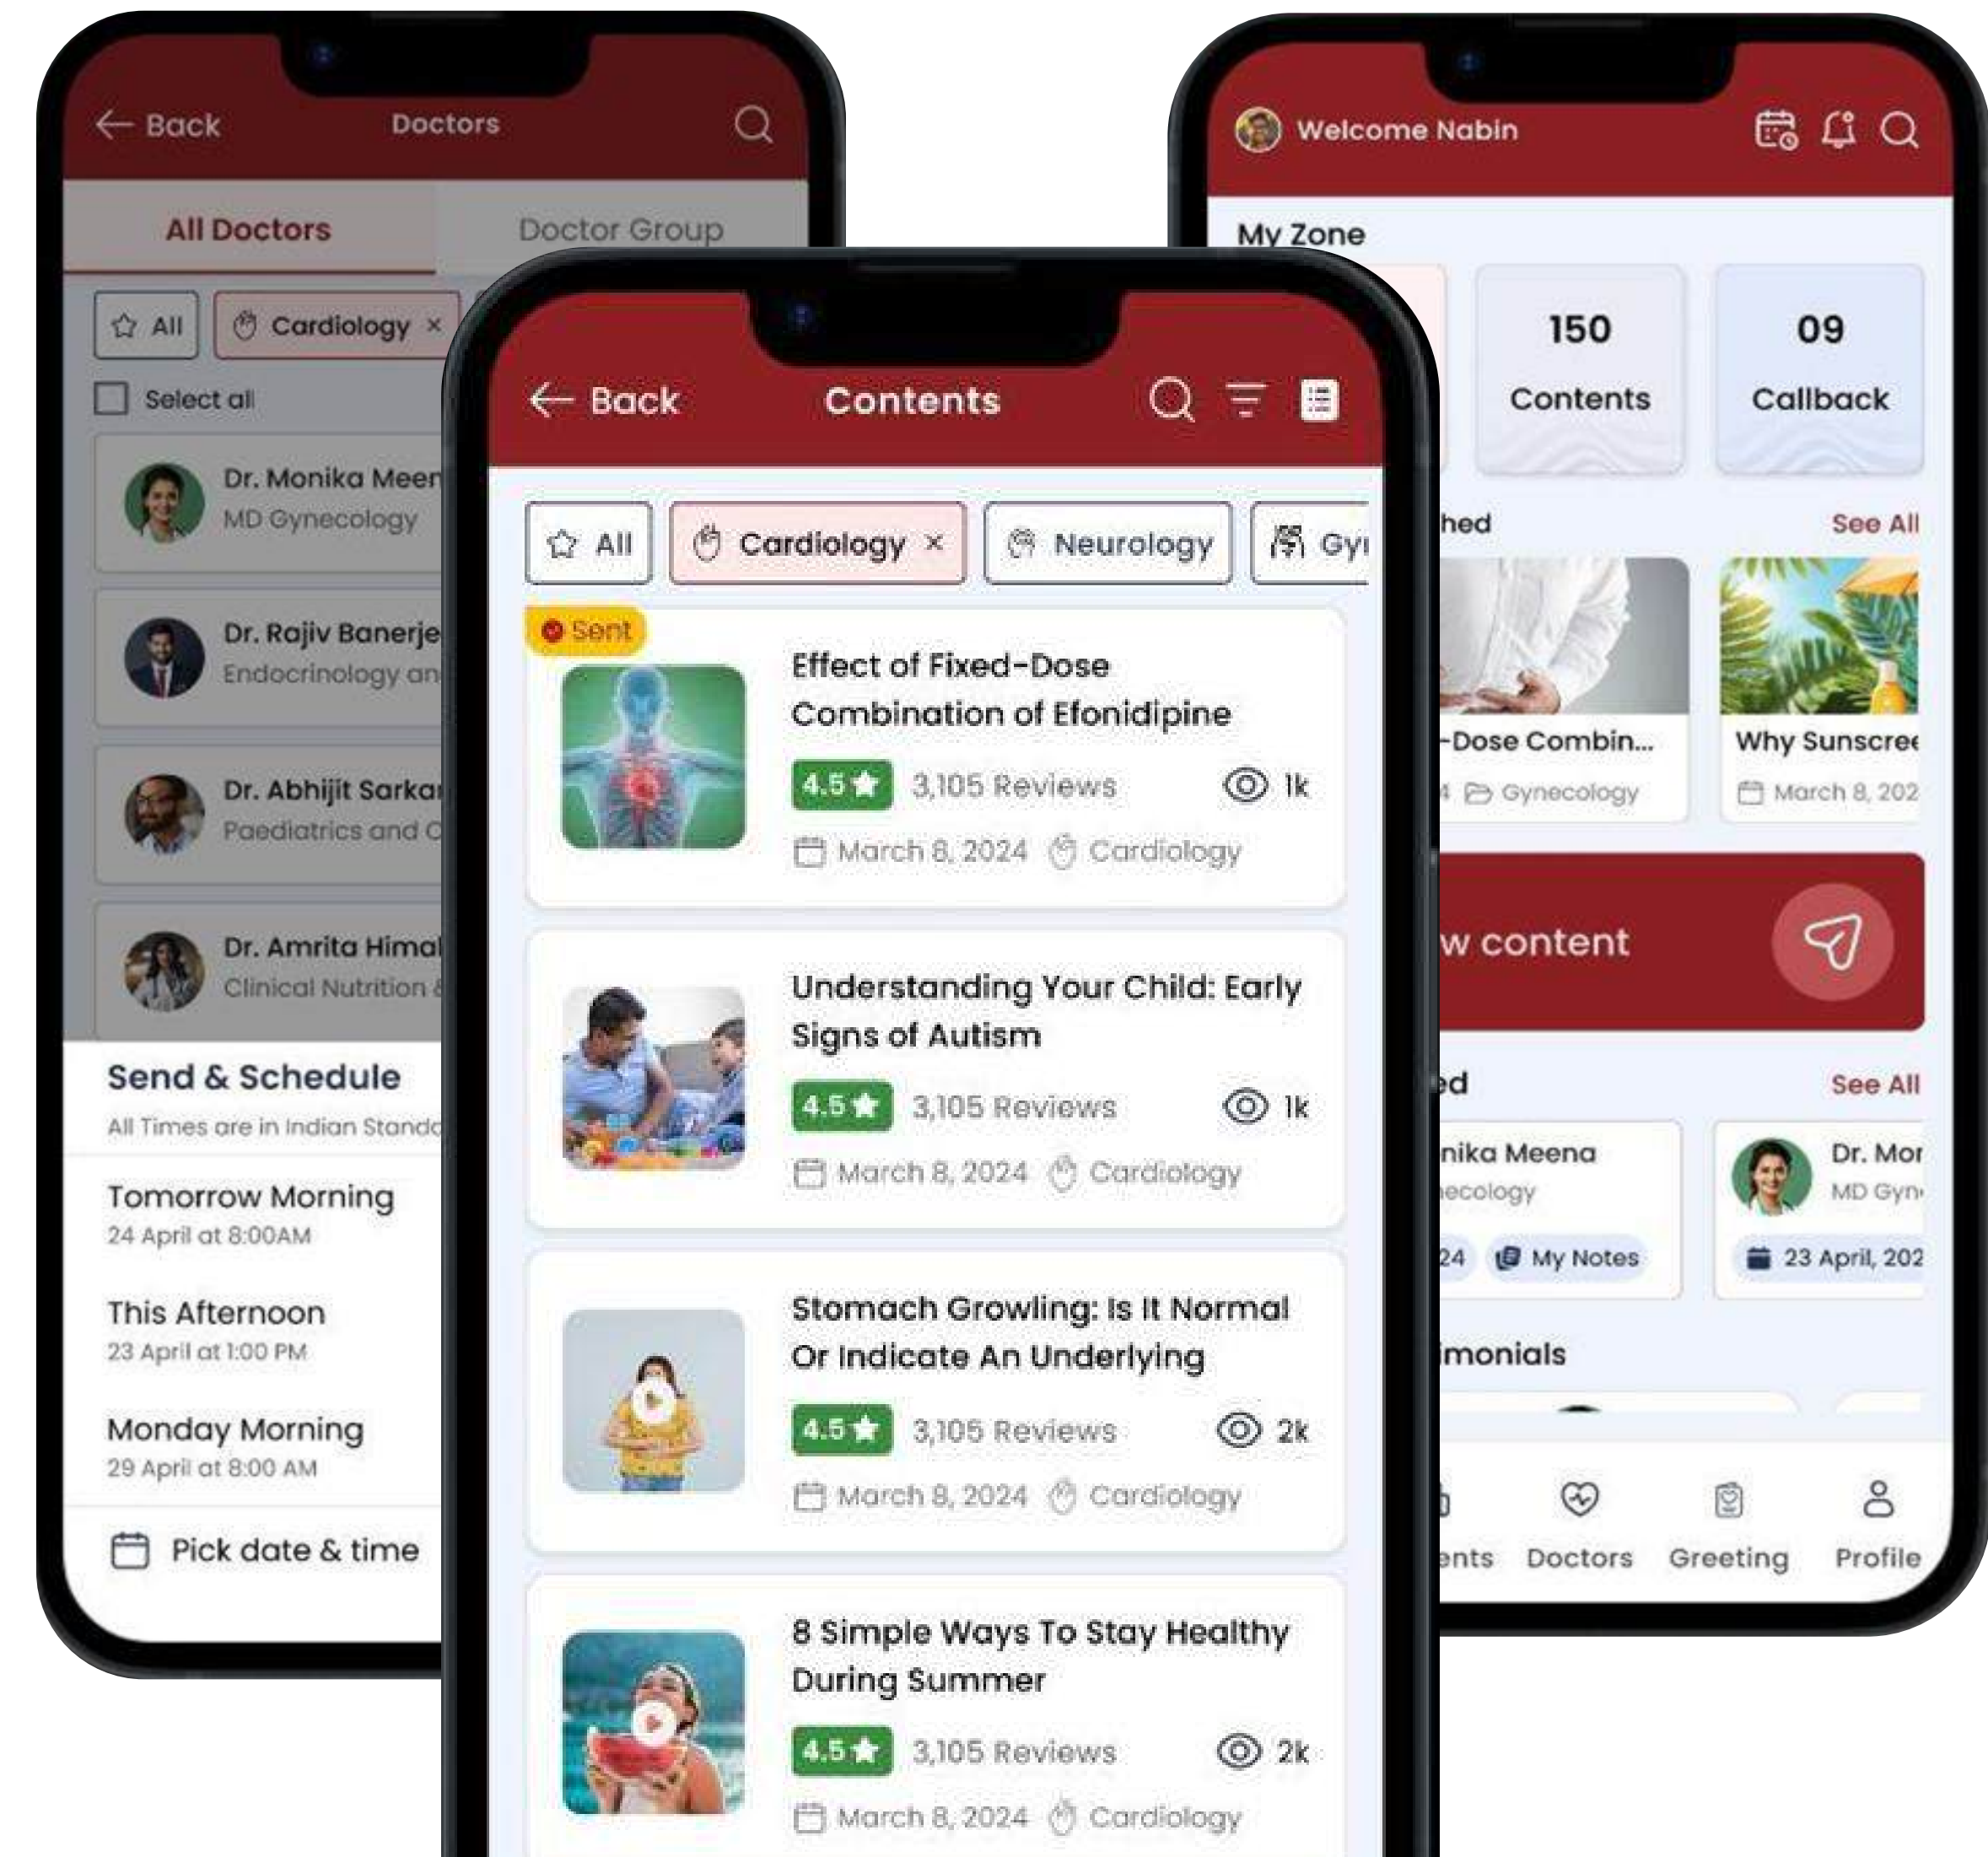 Back
Doctors
All Doctors
Doctor Group
All
Cardiology ×
Select all
Dr. Monika Meen
MD Gynecology
Dr. Rajiv Banerje
Endocrinology an
Dr. Abhijit Sarkar
Paediatrics and C
Dr. Amrita Himal
Clinical Nutrition &
Send & Schedule
All Times are in Indian Standa
Tomorrow Morning
24 April at 8:00AM
This Afternoon
23 April at 1:00 PM
Monday Morning
29 April at 8:00 AM
Pick date & time
Back
Contents
All
Cardiology ×
Neurology
Gy
Sent
Effect of Fixed-Dose
Combination of Efonidipine
4.5 ★ 3,105 Reviews 1k
March 8, 2024 Cardiology
Understanding Your Child: Early
Signs of Autism
4.5 ★ 3,105 Reviews 1k
March 8, 2024 Cardiology
Stomach Growling: Is It Normal
Or Indicate An Underlying
4.5 ★ 3,105 Reviews 2k
March 8, 2024 Cardiology
8 Simple Ways To Stay Healthy
During Summer
4.5 ★ 3,105 Reviews 2k
March 8, 2024 Cardiology
Welcome Nabin
My Zone
150
Contents
09
Callback
hed
See All
-Dose Combin...
4 Gynecology
Why Sunscree
March 8, 202
w content
ed
See All
nika Meena
ecology
24 My Notes
Dr. Mor
MD Gyn
23 April, 202
imonials
ents
Doctors
Greeting
Profile